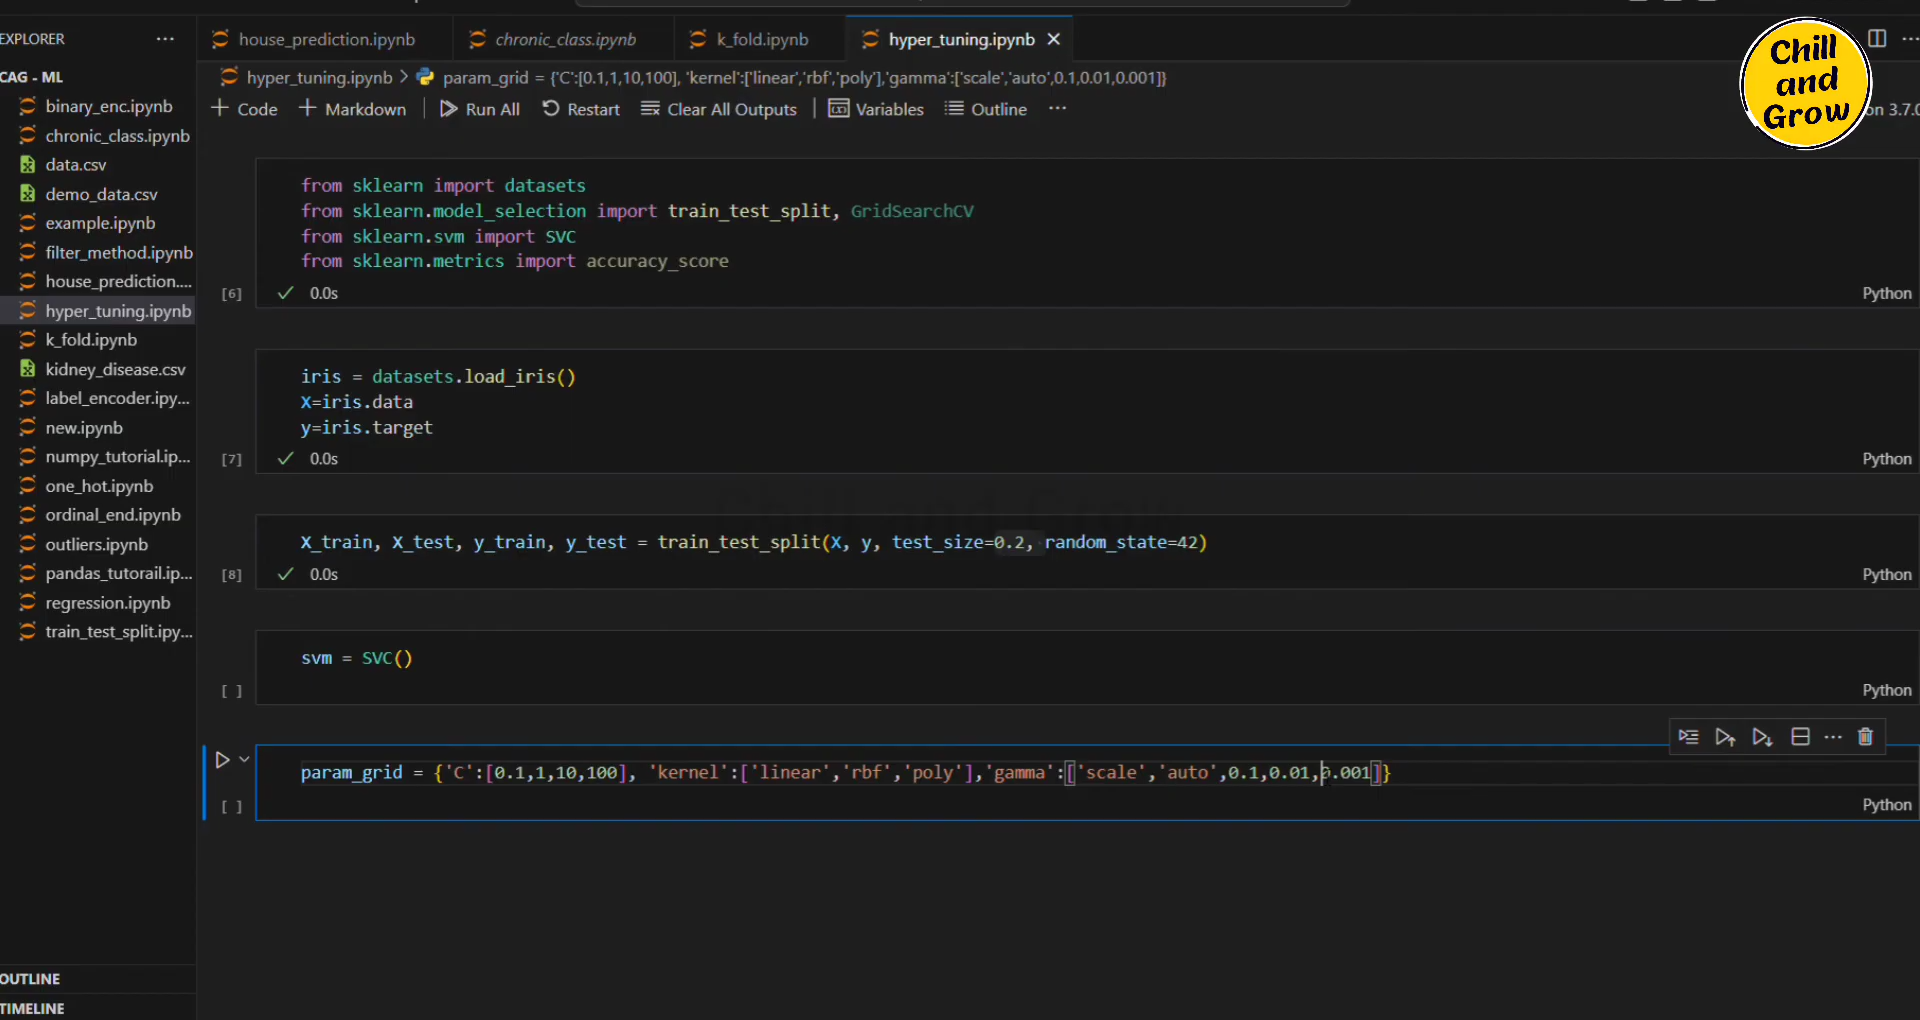 EXPLORER
house_prediction.ipynb
chronic_class.ipynb
k_fold.ipynb
hyper_tuning.ipynb
Chill
and
Grow
CAG - ML
hyper_tuning.ipynb > param_grid = {'C':[0.1,1,10,100], 'kernel':['linear','rbf','poly'],'gamma':['scale','auto',0.1,0.01,0.001]}
+ Code + Markdown Run All Restart Clear All Outputs Variables Outline ...
on 3.7.0
binary_enc.ipynb
chronic_class.ipynb
data.csv
demo_data.csv
example.ipynb
filter_method.ipynb
house_prediction....
hyper_tuning.ipynb
k_fold.ipynb
kidney_disease.csv
label_encoder.ipy...
new.ipynb
numpy_tutorial.ip...
one_hot.ipynb
ordinal_end.ipynb
outliers.ipynb
pandas_tutorail.ip...
regression.ipynb
train_test_split.ipy...
OUTLINE
TIMELINE
from sklearn import datasets
from sklearn.model_selection import train_test_split, GridSearchCV
from sklearn.svm import SVC
from sklearn.metrics import accuracy_score
[6] 0.0s Python
iris = datasets.load_iris()
X=iris.data
y=iris.target
[7] 0.0s Python
X_train, X_test, y_train, y_test = train_test_split(X, y, test_size=0.2, random_state=42)
[8] 0.0s Python
svm = SVC()
[ ] Python
param_grid = {'C':[0.1,1,10,100], 'kernel':['linear','rbf','poly'],'gamma':['scale','auto',0.1,0.01,0.001]}
[ ] Python